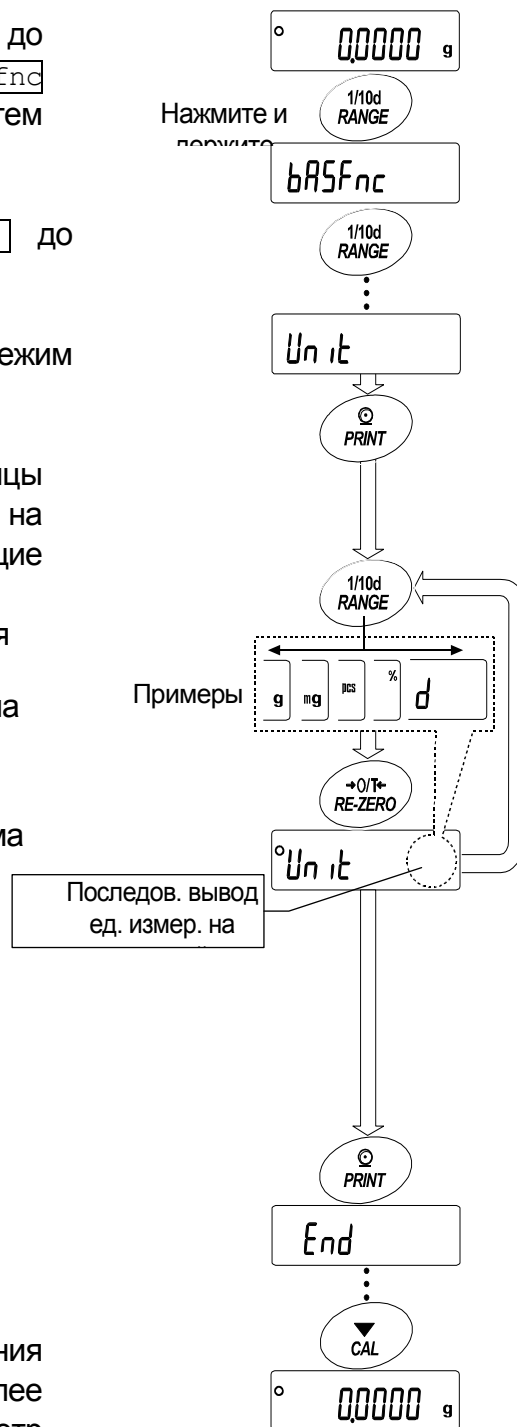 до
fnc
тем
до
ежим
цы
на
щие
я
на
ма
ния
лее
0.0000 g
Нажмите и
держите
1/10d
RANGE
bASFnc
1/10d
RANGE
Unit
PRINT
1/10d
RANGE
Примеры
g mg pcs % d
→0/T←
RE-ZERO
Unit
Последов. вывод
ед. измер. на
PRINT
End
CAL
0.0000 g